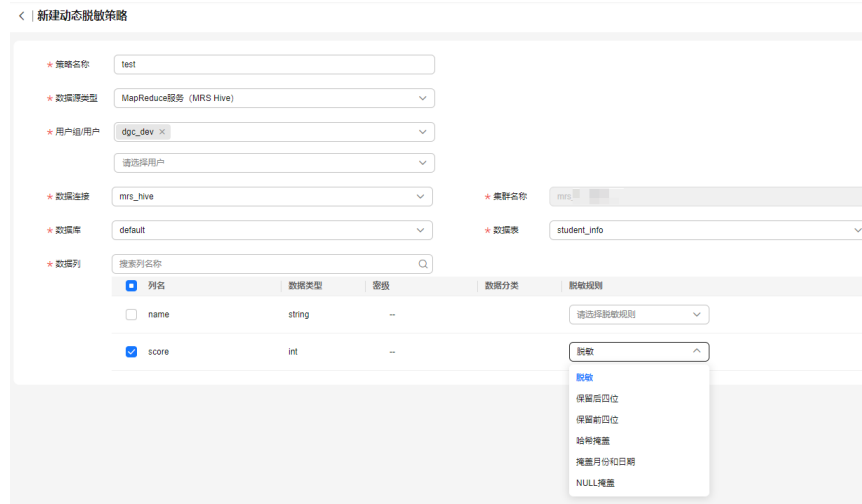 新建动态脱敏策略
* 策略名称 test
* 数据源类型 MapReduce服务（MRS Hive）
* 用户组/用户 dgc_dev ×
请选择用户
* 数据连接 mrs_hive * 集群名称 mrs_
* 数据库 default * 数据表 student_info
* 数据列 搜索列名称
列名 数据类型 密级 数据分类 脱敏规则
name string -- 请选择脱敏规则
score int -- 脱敏
脱敏
保留后四位
保留前四位
哈希掩盖
掩盖月份和日期
NULL掩盖